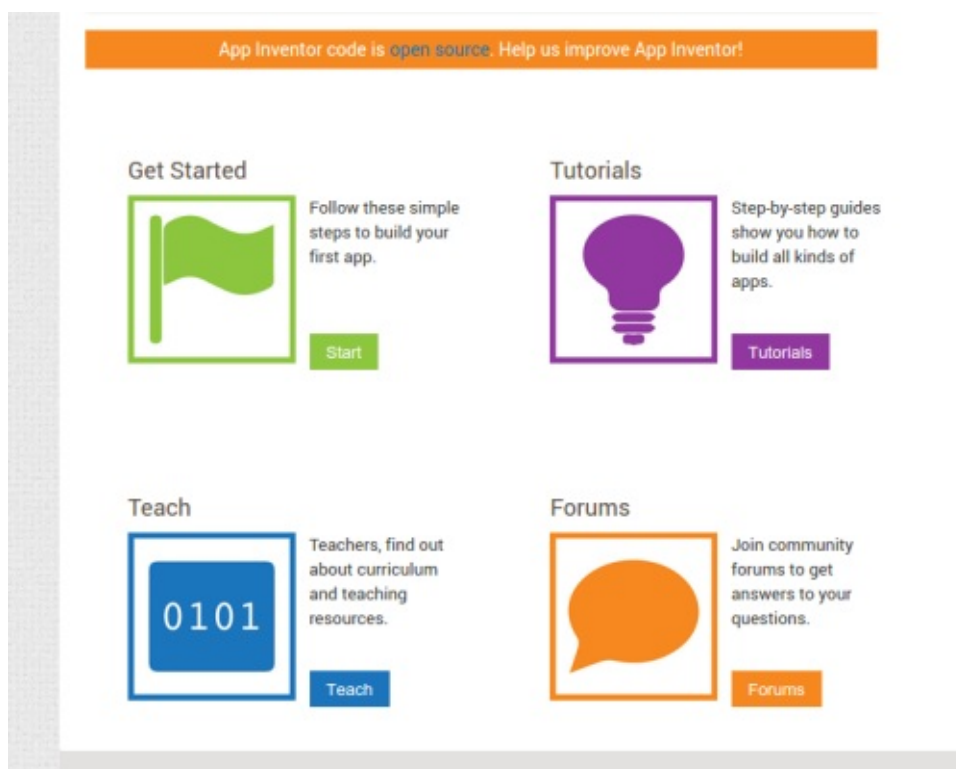 App Inventor code is open source. Help us improve App Inventor!
Get Started
Follow these simple
steps to build your
first app.
Start
Tutorials
Step-by-step guides
show you how to
build all kinds of
apps.
Tutorials
Teach
0101
Teachers, find out
about curriculum
and teaching
resources.
Teach
Forums
Join community
forums to get
answers to your
questions.
Forums